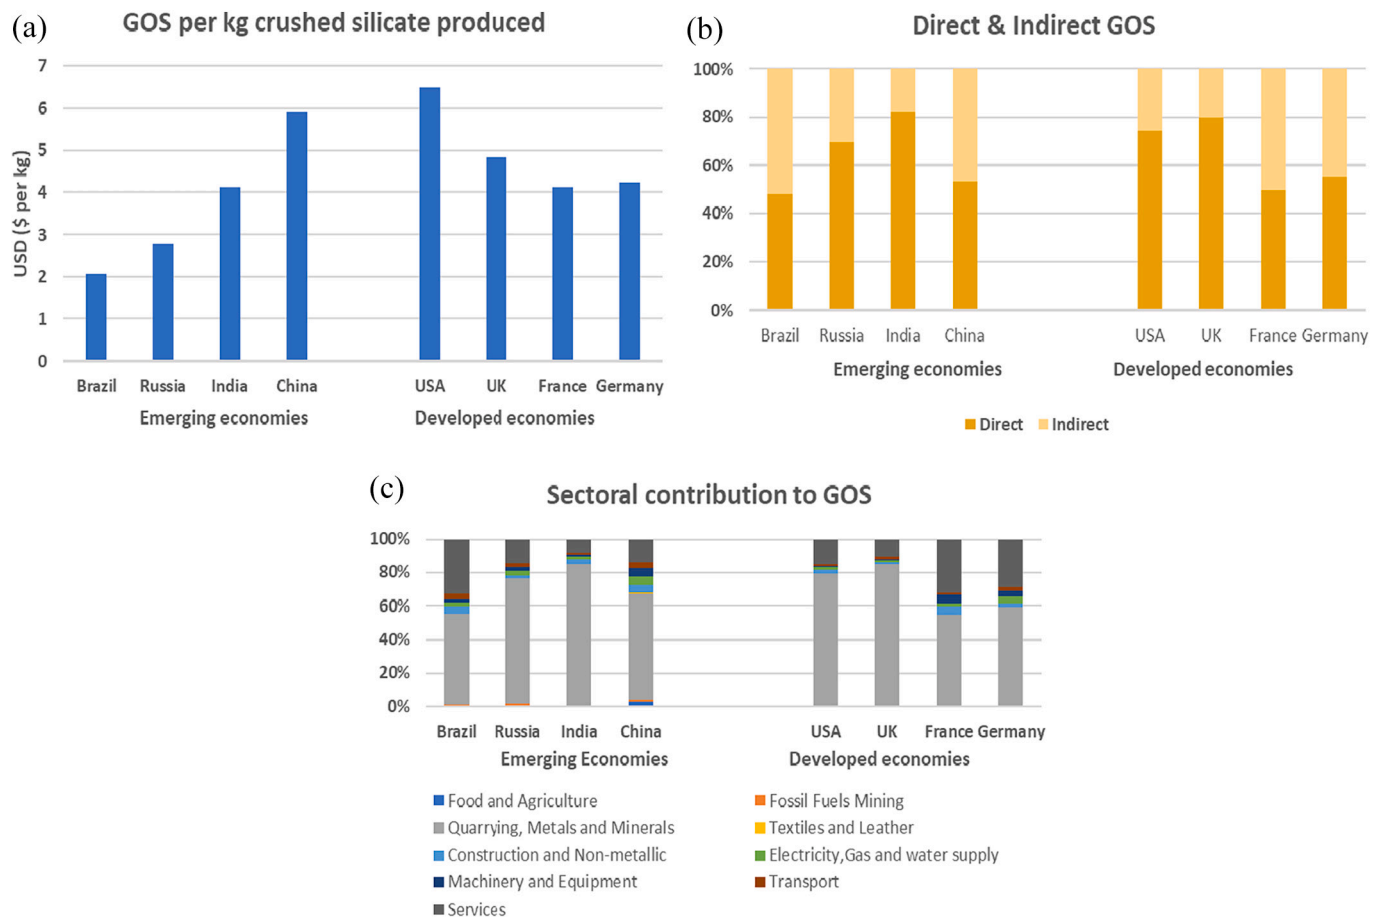 (a)
GOS per kg crushed silicate produced
USD ($ per kg)
7
6
5
4
3
2
1
0
Brazil Russia India China USA UK France Germany
Emerging economies Developed economies
(b)
Direct & Indirect GOS
100%
80%
60%
40%
20%
0%
Brazil Russia India China USA UK France Germany
Emerging economies Developed economies
Direct Indirect
(c)
Sectoral contribution to GOS
100%
80%
60%
40%
20%
0%
Brazil Russia India China USA UK France Germany
Emerging Economies Developed economies
Food and Agriculture Fossil Fuels Mining
Quarrying, Metals and Minerals Textiles and Leather
Construction and Non-metallic Electricity,Gas and water supply
Machinery and Equipment Transport
Services